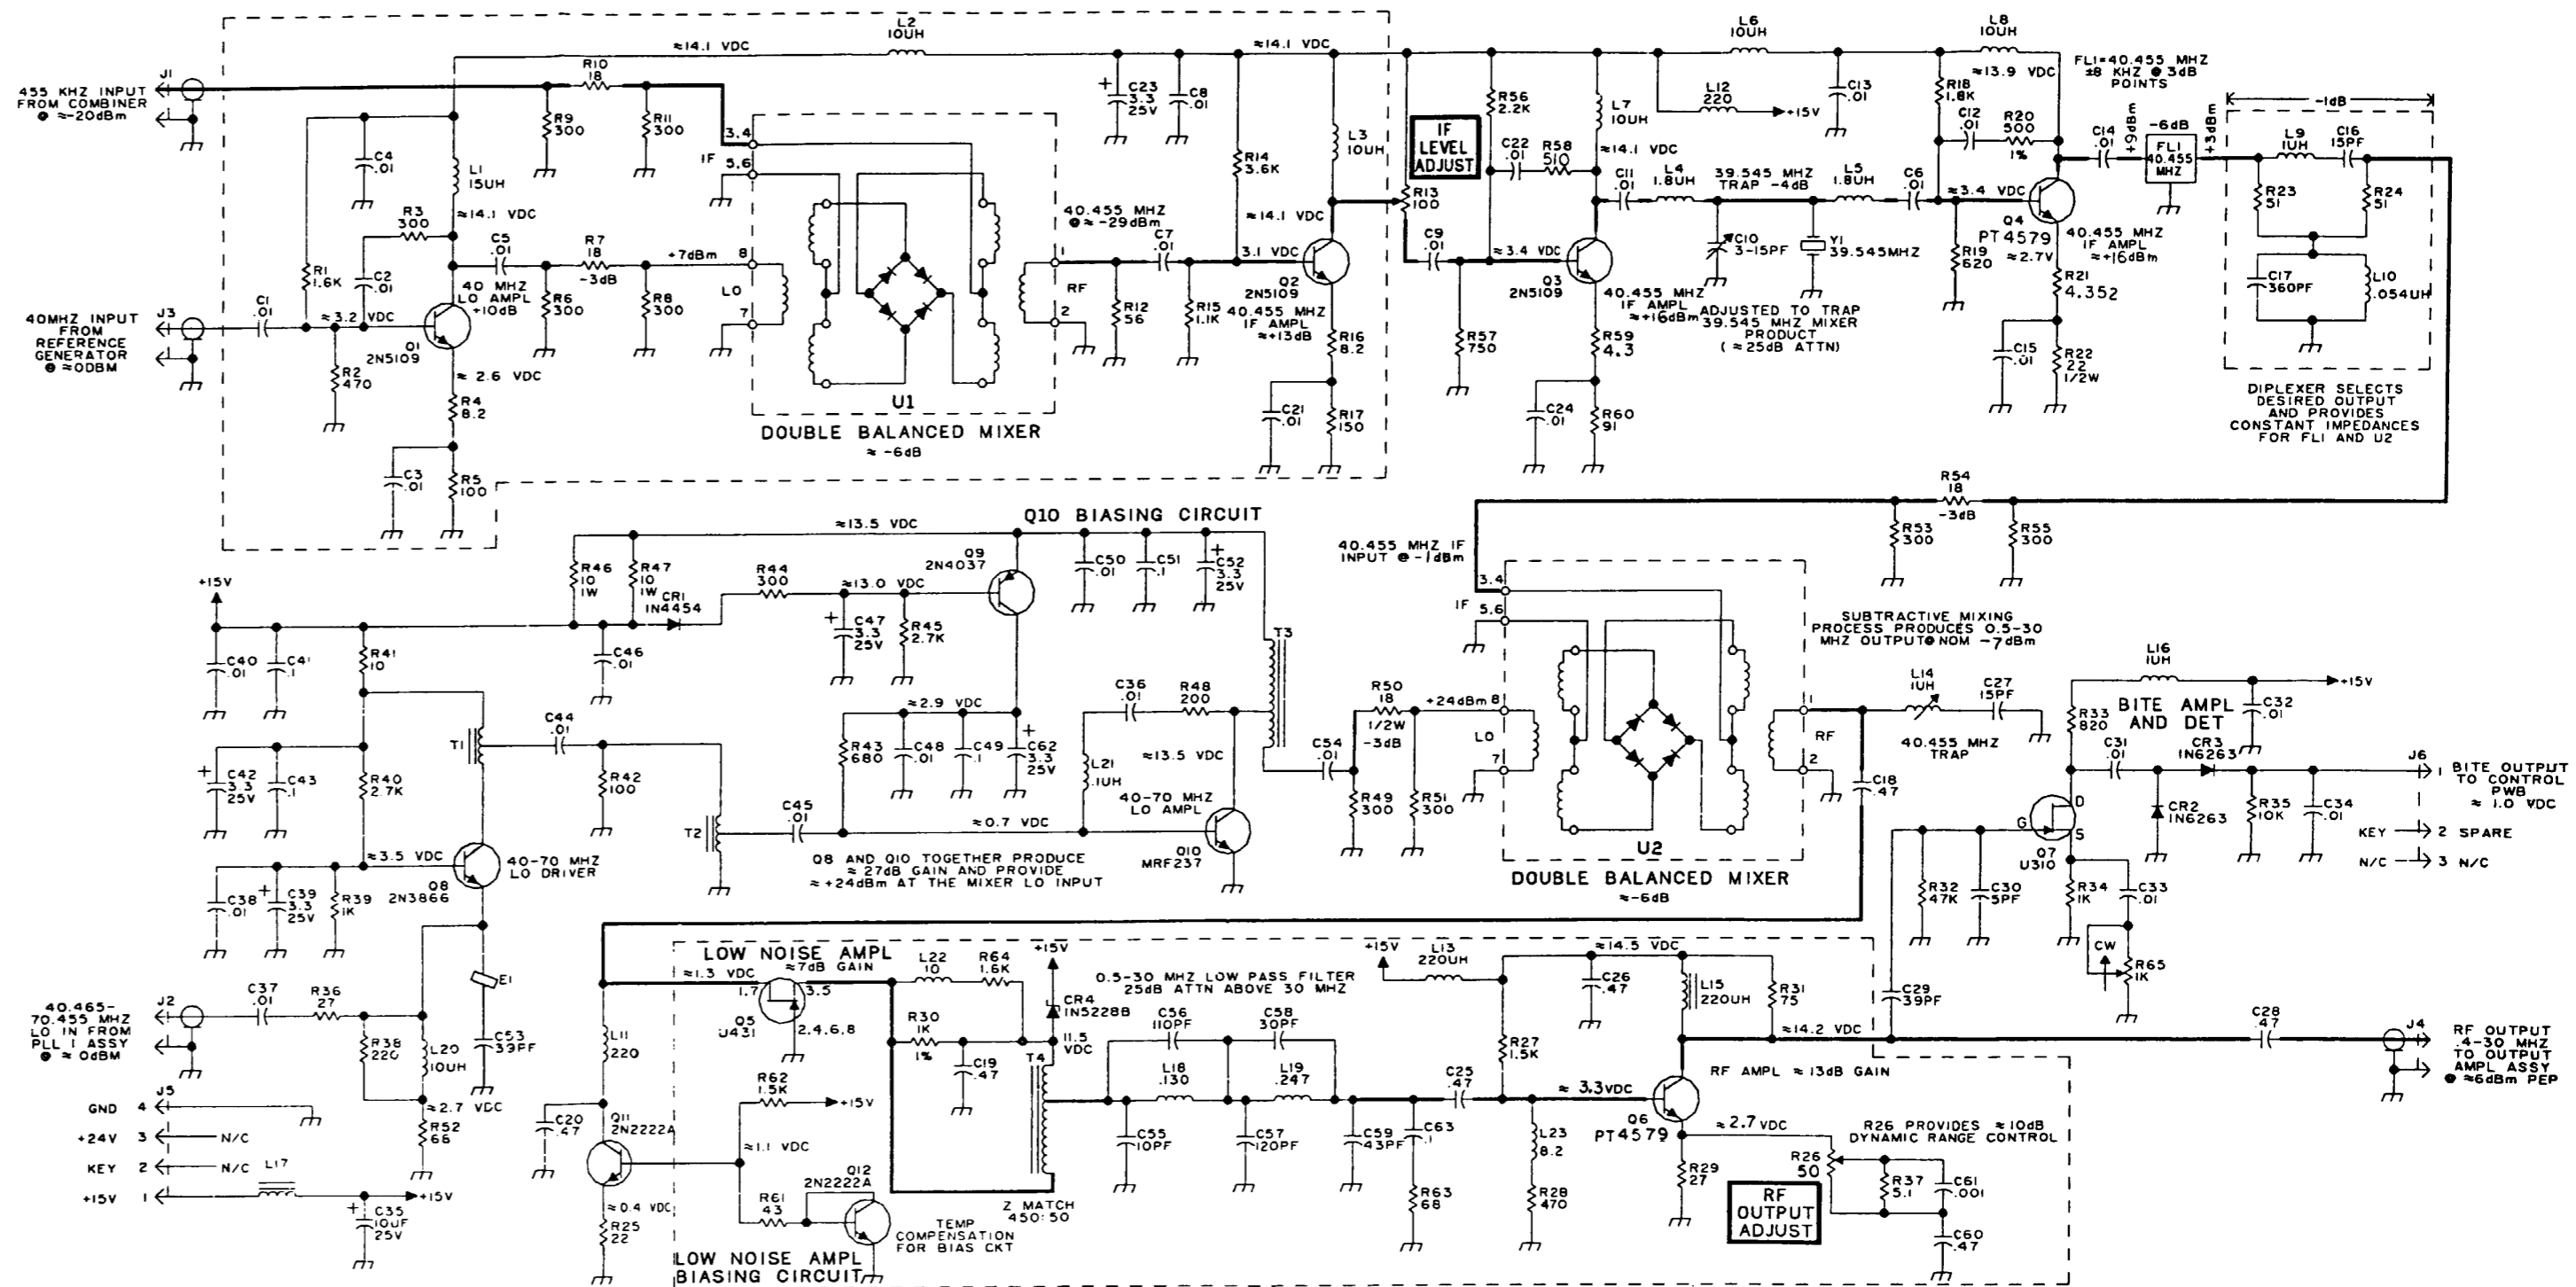 J1
455 KHZ INPUT
FROM COMBINER
@ ≈-20dBm
R10
18
R9
300
R11
300
≈14.1 VDC
L2
10UH
C4
.01
L1
15UH
≈14.1 VDC
R3
300
R1
1.6K
C2
.01
C5
.01
R7
18
-3dB
40 MHZ
LO AMPL
+10dB
R6
300
R8
300
+7dBm
J3
40MHZ INPUT
FROM
REFERENCE
GENERATOR
@ ≈0DBM
C1
.01
≈3.2 VDC
Q1
2N5109
R2
470
≈ 2.6 VDC
R4
8.2
C3
.01
R5
100
3.4
IF
5,6
8
LO
7
1
RF
2
U1
DOUBLE BALANCED MIXER
≈ -6dB
40.455 MHZ
@ ≈ -29dBm
C23
3.3
25V
C8
.01
≈14.1 VDC
R14
3.6K
L3
10UH
≈14.1 VDC
C7
.01
3.1 VDC
R12
56
R15
1.1K
Q2
2N5109
40.455 MHZ
IF AMPL
≈+13dB
R16
8.2
C21
.01
R17
150
IF
LEVEL
ADJUST
R13
100
C9
.01
R56
2.2K
C22
.01
R58
510
L7
10UH
≈14.1 VDC
≈3.4 VDC
R57
750
Q3
2N5109
40.455 MHZ
IF AMPL
≈+16dBm
R59
4.3
C24
.01
R60
91
C11
.01
L4
1.8UH
39.545 MHZ
TRAP -4dB
L5
1.8UH
C6
.01
C10
3-15PF
Y1
39.545MHZ
ADJUSTED TO TRAP
39.545 MHZ MIXER
PRODUCT
( ≈25dB ATTN)
L6
10UH
L12
220
+15V
C13
.01
L8
10UH
≈13.9 VDC
R18
1.8K
C12
.01
R20
500
1%
≈3.4 VDC
Q4
PT4579
R19
620
40.455 MHZ
IF AMPL
≈+16dBm
≈2.7V
R21
4.352
C15
.01
R22
22
1/2W
FL1=40.455 MHZ
±8 KHZ @ 3dB
POINTS
C14
.01
+9dBm
-6dB
FL1
40.455
MHZ
+3dBm
-1dB
L9
1UH
C16
15PF
R23
51
R24
51
C17
360PF
L10
.054UH
DIPLEXER SELECTS
DESIRED OUTPUT
AND PROVIDES
CONSTANT IMPEDANCES
FOR FL1 AND U2
R54
18
-3dB
R53
300
R55
300
Q10 BIASING CIRCUIT
≈13.5 VDC
+15V
R46
10
1W
R47
10
1W
CR1
1N4454
R44
300
≈13.0 VDC
Q9
2N4037
C50
.01
C51
.1
C52
3.3
25V
C47
3.3
25V
R45
2.7K
C40
.01
C41
.1
R41
10
C46
.01
T1
C44
.01
R42
100
C42
3.3
25V
C43
.1
R40
2.7K
≈3.5 VDC
Q8
2N3866
40-70 MHZ
LO DRIVER
C38
.01
C39
3.3
25V
R39
1K
T2
C45
.01
≈2.9 VDC
R43
680
C48
.01
C49
.1
C62
3.3
25V
≈0.7 VDC
C36
.01
R48
200
L21
.1UH
≈13.5 VDC
40-70 MHZ
LO AMPL
Q10
MRF237
T3
Q8 AND Q10 TOGETHER PRODUCE
≈ 27dB GAIN AND PROVIDE
≈ +24dBm AT THE MIXER LO INPUT
C54
.01
R50
18
1/2W
-3dB
R49
300
R51
300
+24dBm
40.455 MHZ IF
INPUT @ -1dBm
3.4
IF
5.6
8
LO
7
1
RF
2
U2
DOUBLE BALANCED MIXER
≈-6dB
SUBTRACTIVE MIXING
PROCESS PRODUCES 0.5-30
MHZ OUTPUT@ NOM -7dBm
L14
1UH
C27
15PF
40.455 MHZ
TRAP
C18
.47
L16
1UH
+15V
BITE AMPL
AND DET
R33
820
C32
.01
C31
.01
CR3
1N6263
CR2
1N6263
R35
10K
C34
.01
J6
1 BITE OUTPUT
TO CONTROL
PWB
≈ 1.0 VDC
KEY 2 SPARE
N/C 3 N/C
G
D
S
Q7
U310
R32
47K
C30
5PF
R34
1K
C33
.01
CW
R65
1K
E1
C53
39PF
J2
40.465-
70.455 MHZ
LO IN FROM
PLL 1 ASSY
@ ≈ 0dBM
C37
.01
R36
27
R38
220
L20
10UH
≈2.7 VDC
R52
66
J5
GND 4
+24V 3 N/C
KEY 2 N/C
+15V 1
L17
+15V
C35
10UF
25V
LOW NOISE AMPL
≈7dB GAIN
≈1.3 VDC
1,7
3,5
Q5
U431
2,4,6,8
L22
10
R64
1.6K
+15V
CR4
1N5228B
R30
1K
1%
11.5
VDC
C19
.47
T4
Z MATCH
450:50
L11
220
R62
1.5K
+15V
C20
.47
Q11
2N2222A
≈1.1 VDC
R61
43
Q12
2N2222A
≈0.4 VDC
R25
22
TEMP
COMPENSATION
FOR BIAS CKT
LOW NOISE AMPL
BIASING CIRCUIT
0.5-30 MHZ LOW PASS FILTER
25dB ATTN ABOVE 30 MHZ
C56
110PF
C58
30PF
L18
.130
L19
.247
C55
10PF
C57
120PF
C59
43PF
C63
.1
R63
68
C25
.47
+15V
L13
220UH
≈14.5 VDC
C26
.47
L15
220UH
R31
75
R27
1.5K
C29
39PF
≈14.2 VDC
RF AMPL ≈ 13dB GAIN
≈ 3.3VDC
Q6
PT4579
L23
8.2
R28
470
R29
27
≈2.7 VDC
R26 PROVIDES ≈10dB
DYNAMIC RANGE CONTROL
R26
50
R37
5.1
C61
.001
C60
.47
RF
OUTPUT
ADJUST
C28
.47
J4
RF OUTPUT
.4-30 MHZ
TO OUTPUT
AMPL ASSY
@ ≈6dBm PEP